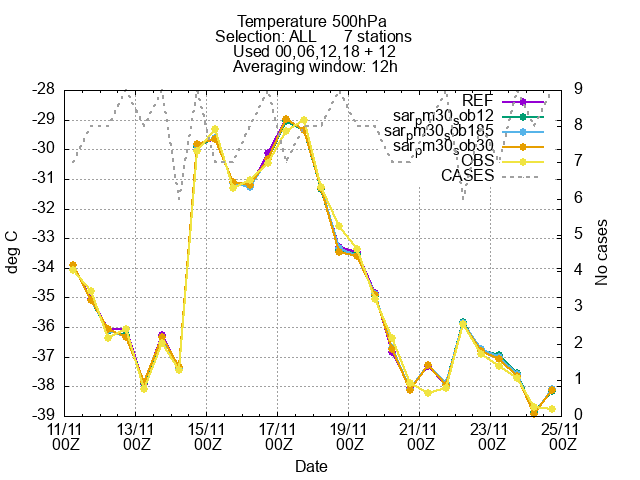 Temperature 500hPa
Selection: ALL 7 stations
Used 00,06,12,18 + 12
Averaging window: 12h
-28
-29
-30
-31
-32
-33
-34
-35
-36
-37
-38
-39
deg C
9
8
7
6
5
4
3
2
1
0
No cases
REF
sarpm30sob12
sarpm30sob185
sarpm30sob30
OBS
CASES
11/11 13/11 15/11 17/11 19/11 21/11 23/11 25/11
00Z 00Z 00Z 00Z 00Z 00Z 00Z 00Z
Date